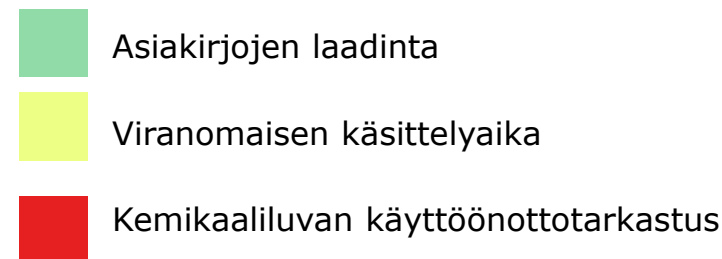 Asiakirjojen laadinta
Viranomaisen käsittelyaika
Kemikaaliluvan käyttöönottotarkastus